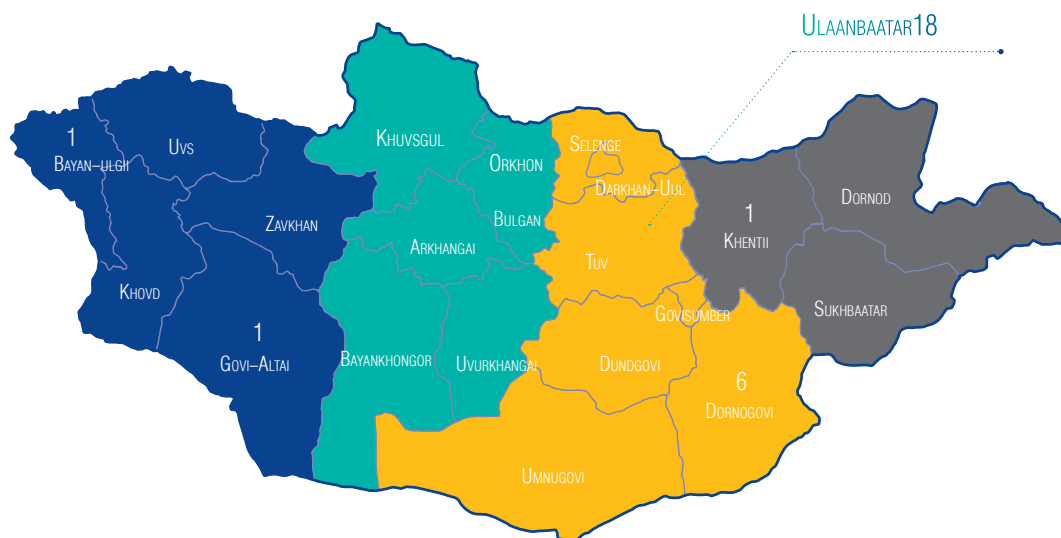 Ulaanbaatar18
Khuvsgul
Selenge
Uvs
1
Bayan–ulgii
Orkhon
Darkhan–Uul
Dornod
1
Khentii
Zavkhan
Bulgan
Arkhangai
Tuv
Khovd
Govisumber
Sukhbaatar
1
Govi–Altai
Bayankhongor
Uvurkhangai
Dundgovi
6
Dornogovi
Umnugovi